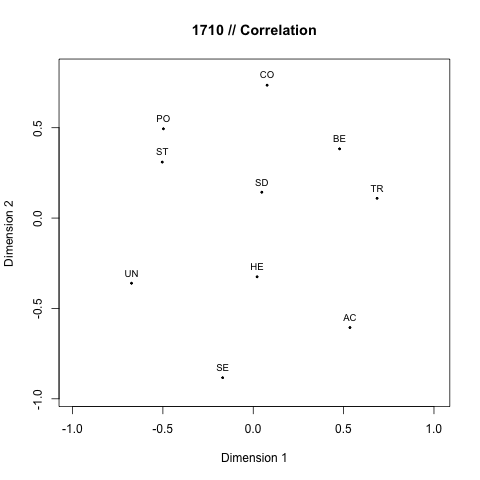 1710 // Correlation
CO
PO
BE
ST
SD
TR
UN
HE
AC
SE
Dimension 2
0.5
0.0
-0.5
-1.0
-1.0 -0.5 0.0 0.5 1.0
Dimension 1